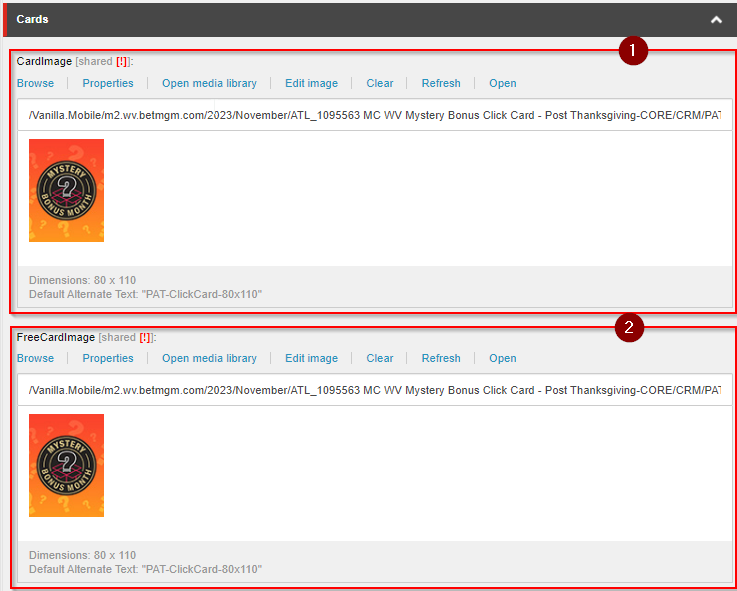 Cards
1
CardImage [shared [!]]:
Browse Properties Open media library Edit image Clear Refresh Open
/Vanilla.Mobile/m2.wv.betmgm.com/2023/November/ATL_1095563 MC WV Mystery Bonus Click Card - Post Thanksgiving-CORE/CRM/PAT
MYSTERY
?
BONUS MONTH
Dimensions: 80 x 110
Default Alternate Text: "PAT-ClickCard-80x110"
2
FreeCardImage [shared [!]]:
Browse Properties Open media library Edit image Clear Refresh Open
/Vanilla.Mobile/m2.wv.betmgm.com/2023/November/ATL_1095563 MC WV Mystery Bonus Click Card - Post Thanksgiving-CORE/CRM/PAT
MYSTERY
?
BONUS MONTH
Dimensions: 80 x 110
Default Alternate Text: "PAT-ClickCard-80x110"